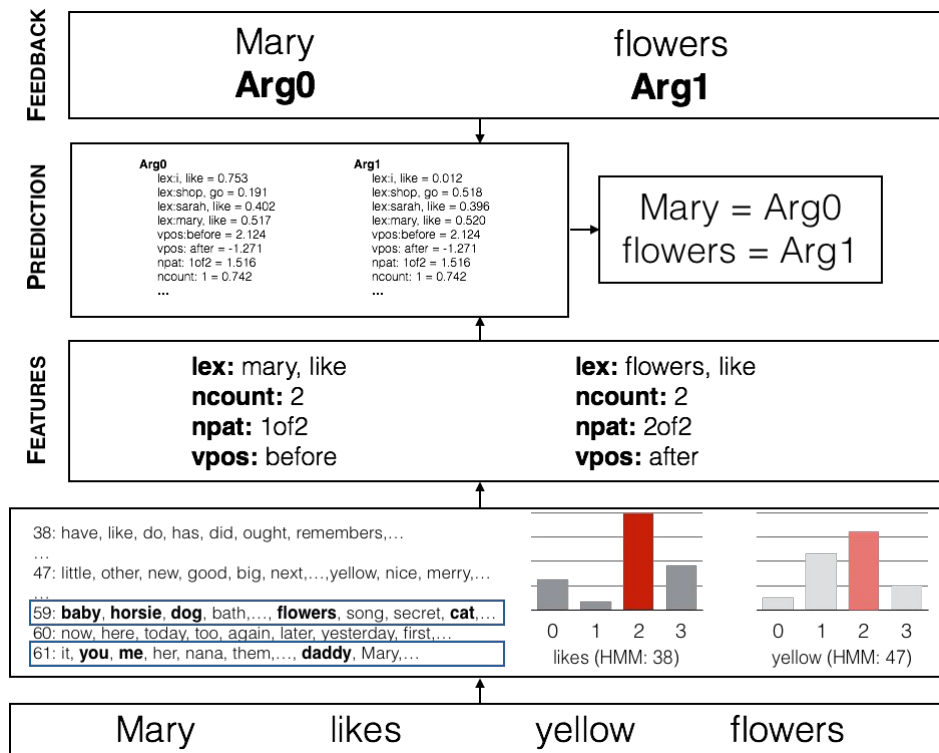 FEEDBACK
Mary flowers
Arg0 Arg1
PREDICTION
Arg0
lex:i, like = 0.753
lex:shop, go = 0.191
lex:sarah, like = 0.402
lex:mary, like = 0.517
vpos:before = 2.124
vpos: after = -1.271
npat: 1of2 = 1.516
ncount: 1 = 0.742
...
Arg1
lex:i, like = 0.012
lex:shop, go = 0.518
lex:sarah, like = 0.396
lex:mary, like = 0.520
vpos:before = 2.124
vpos: after = -1.271
npat: 1of2 = 1.516
ncount: 1 = 0.742
...
Mary = Arg0
flowers = Arg1
FEATURES
lex: mary, like
ncount: 2
npat: 1of2
vpos: before
lex: flowers, like
ncount: 2
npat: 2of2
vpos: after
38: have, like, do, has, did, ought, remembers,...
...
47: little, other, new, good, big, next,...,yellow, nice, merry,...
...
59: baby, horsie, dog, bath,..., flowers, song, secret, cat,...
60: now, here, today, too, again, later, yesterday, first,...
61: it, you, me, her, nana, them,..., daddy, Mary,...
0 1 2 3
likes (HMM: 38)
0 1 2 3
yellow (HMM: 47)
Mary likes yellow flowers